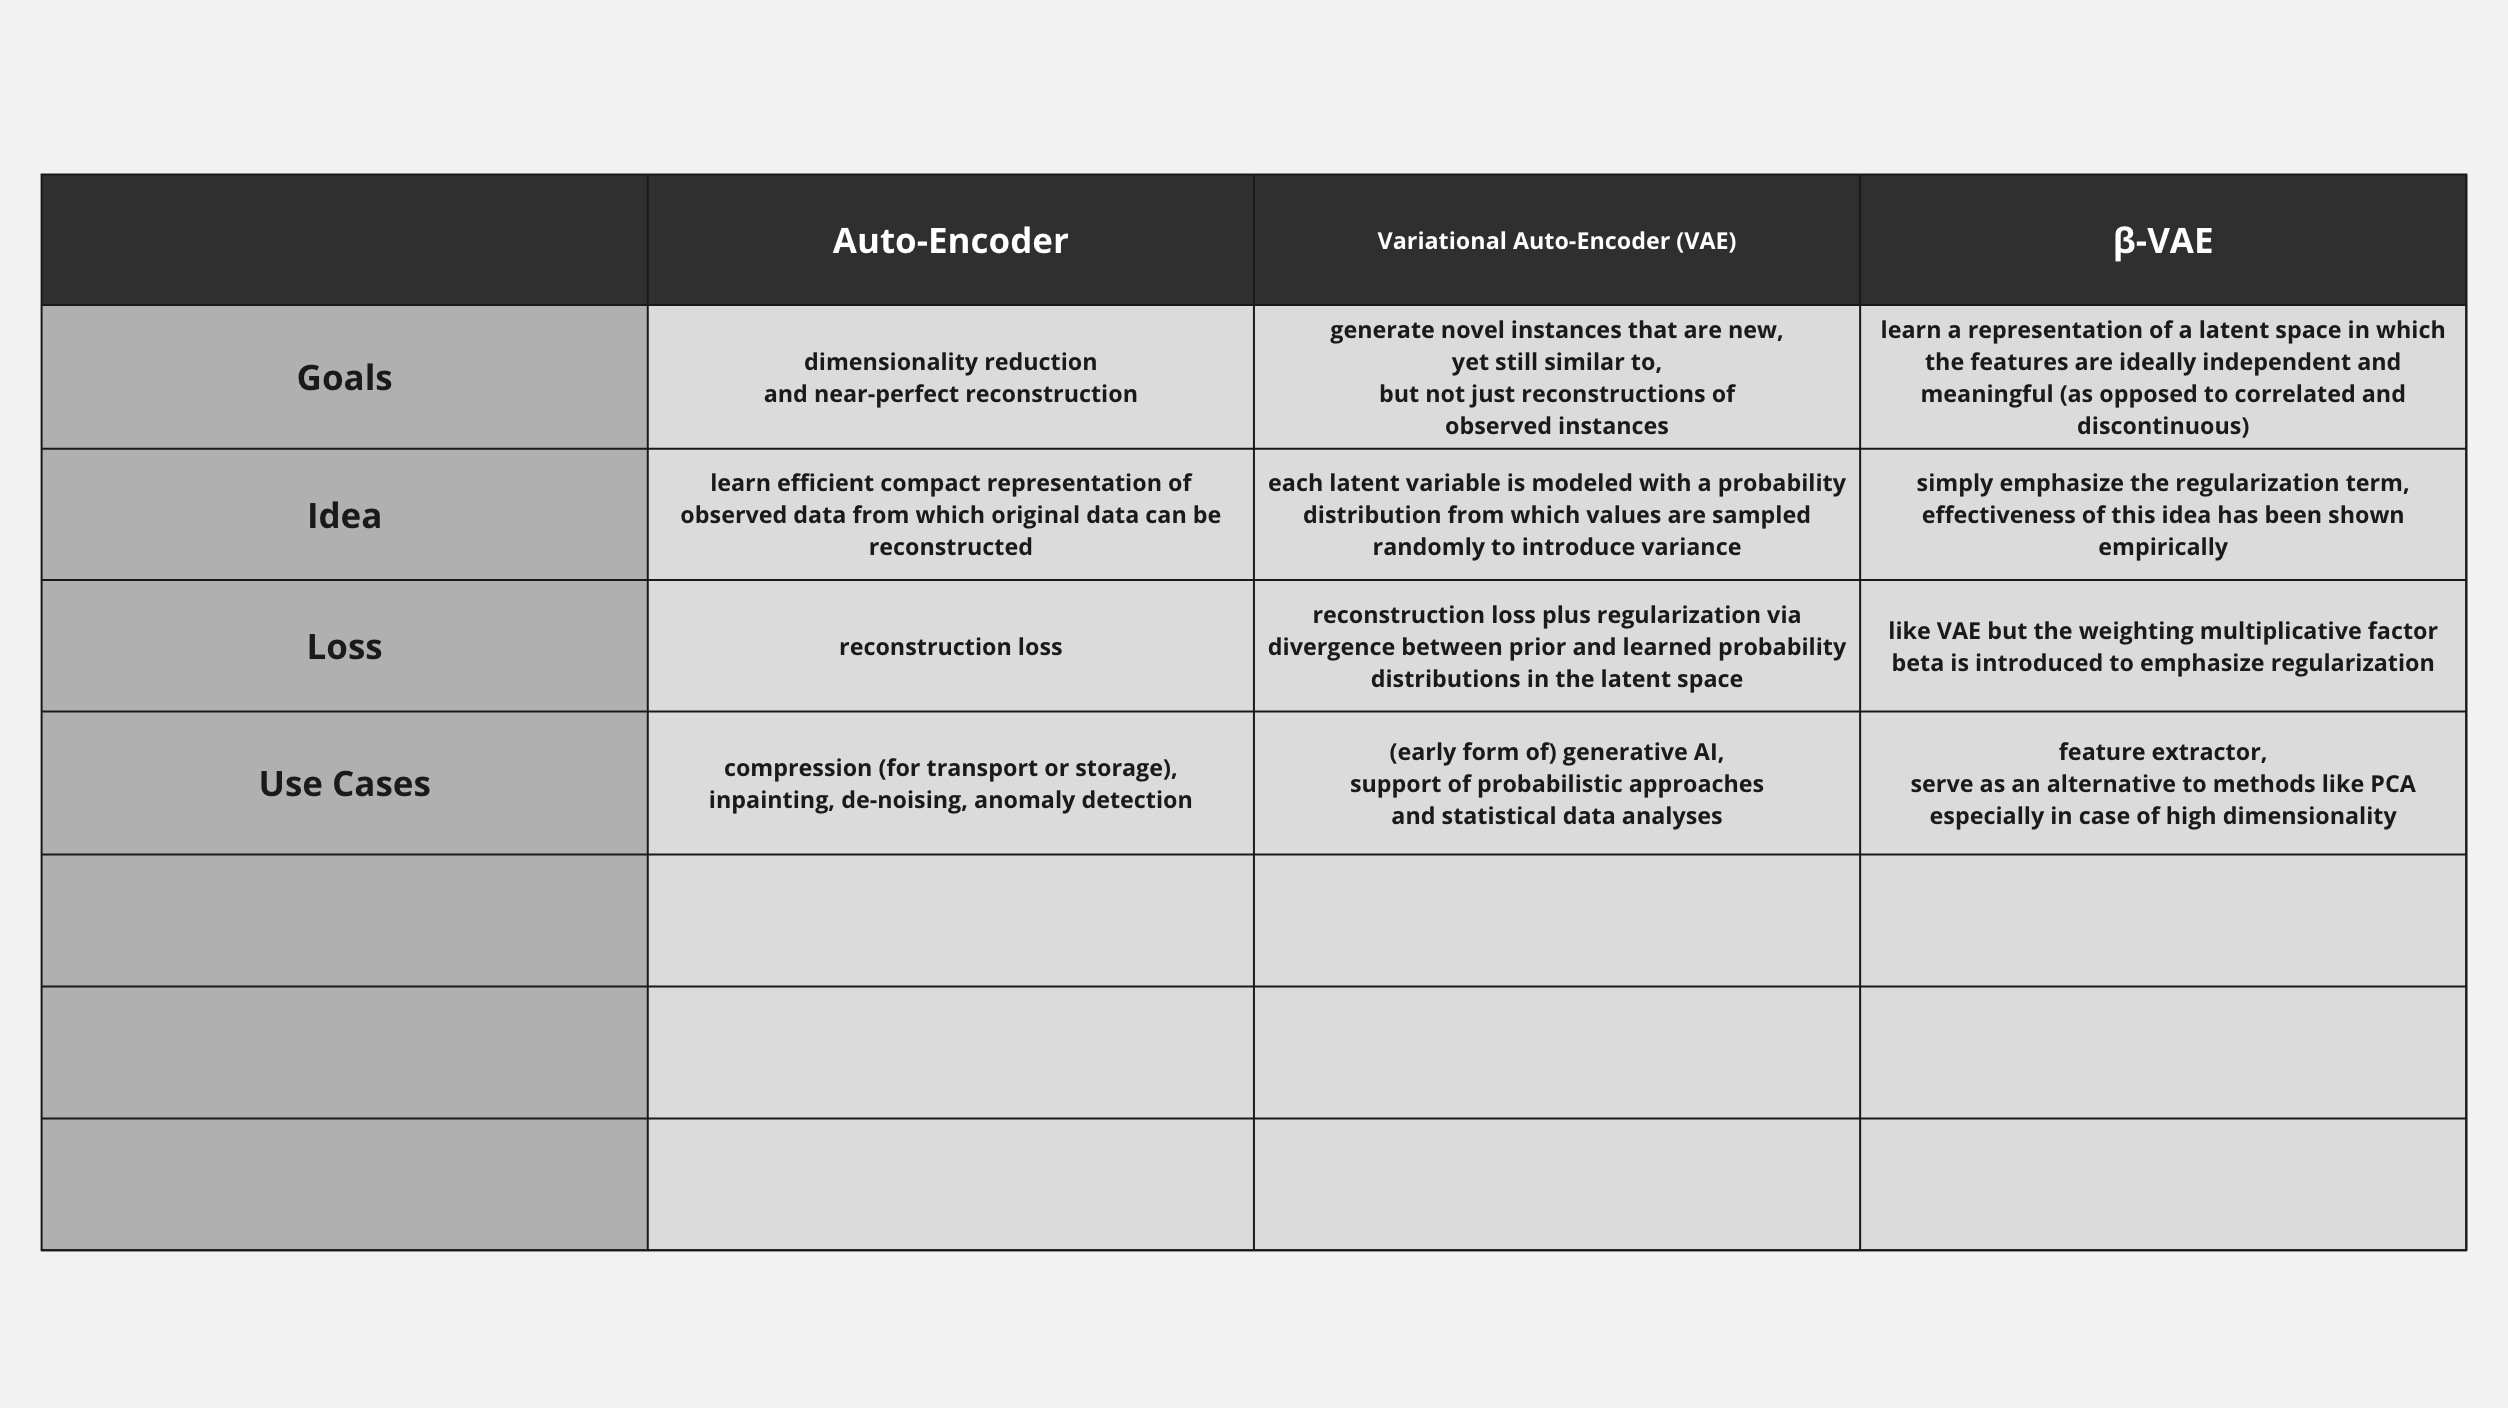 Auto-Encoder
Variational Auto-Encoder (VAE)
β-VAE
Goals
dimensionality reduction
and near-perfect reconstruction
generate novel instances that are new,
yet still similar to,
but not just reconstructions of
observed instances
learn a representation of a latent space in which
the features are ideally independent and
meaningful (as opposed to correlated and
discontinuous)
Idea
learn efficient compact representation of
observed data from which original data can be
reconstructed
each latent variable is modeled with a probability
distribution from which values are sampled
randomly to introduce variance
simply emphasize the regularization term,
effectiveness of this idea has been shown
empirically
Loss
reconstruction loss
reconstruction loss plus regularization via
divergence between prior and learned probability
distributions in the latent space
like VAE but the weighting multiplicative factor
beta is introduced to emphasize regularization
Use Cases
compression (for transport or storage),
inpainting, de-noising, anomaly detection
(early form of) generative AI,
support of probabilistic approaches
and statistical data analyses
feature extractor,
serve as an alternative to methods like PCA
especially in case of high dimensionality